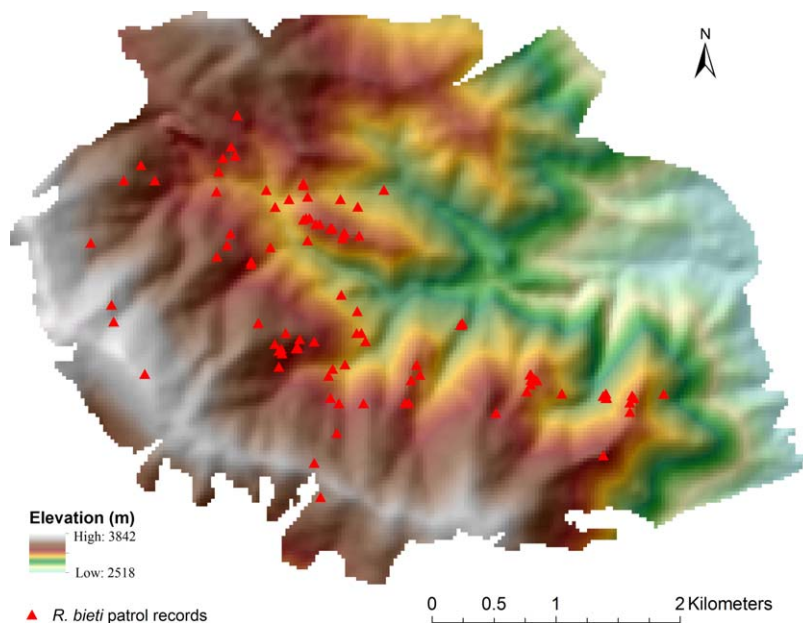 N
Elevation (m)
High: 3842
Low: 2518
R. bieti patrol records
0 0.5 1 2 Kilometers